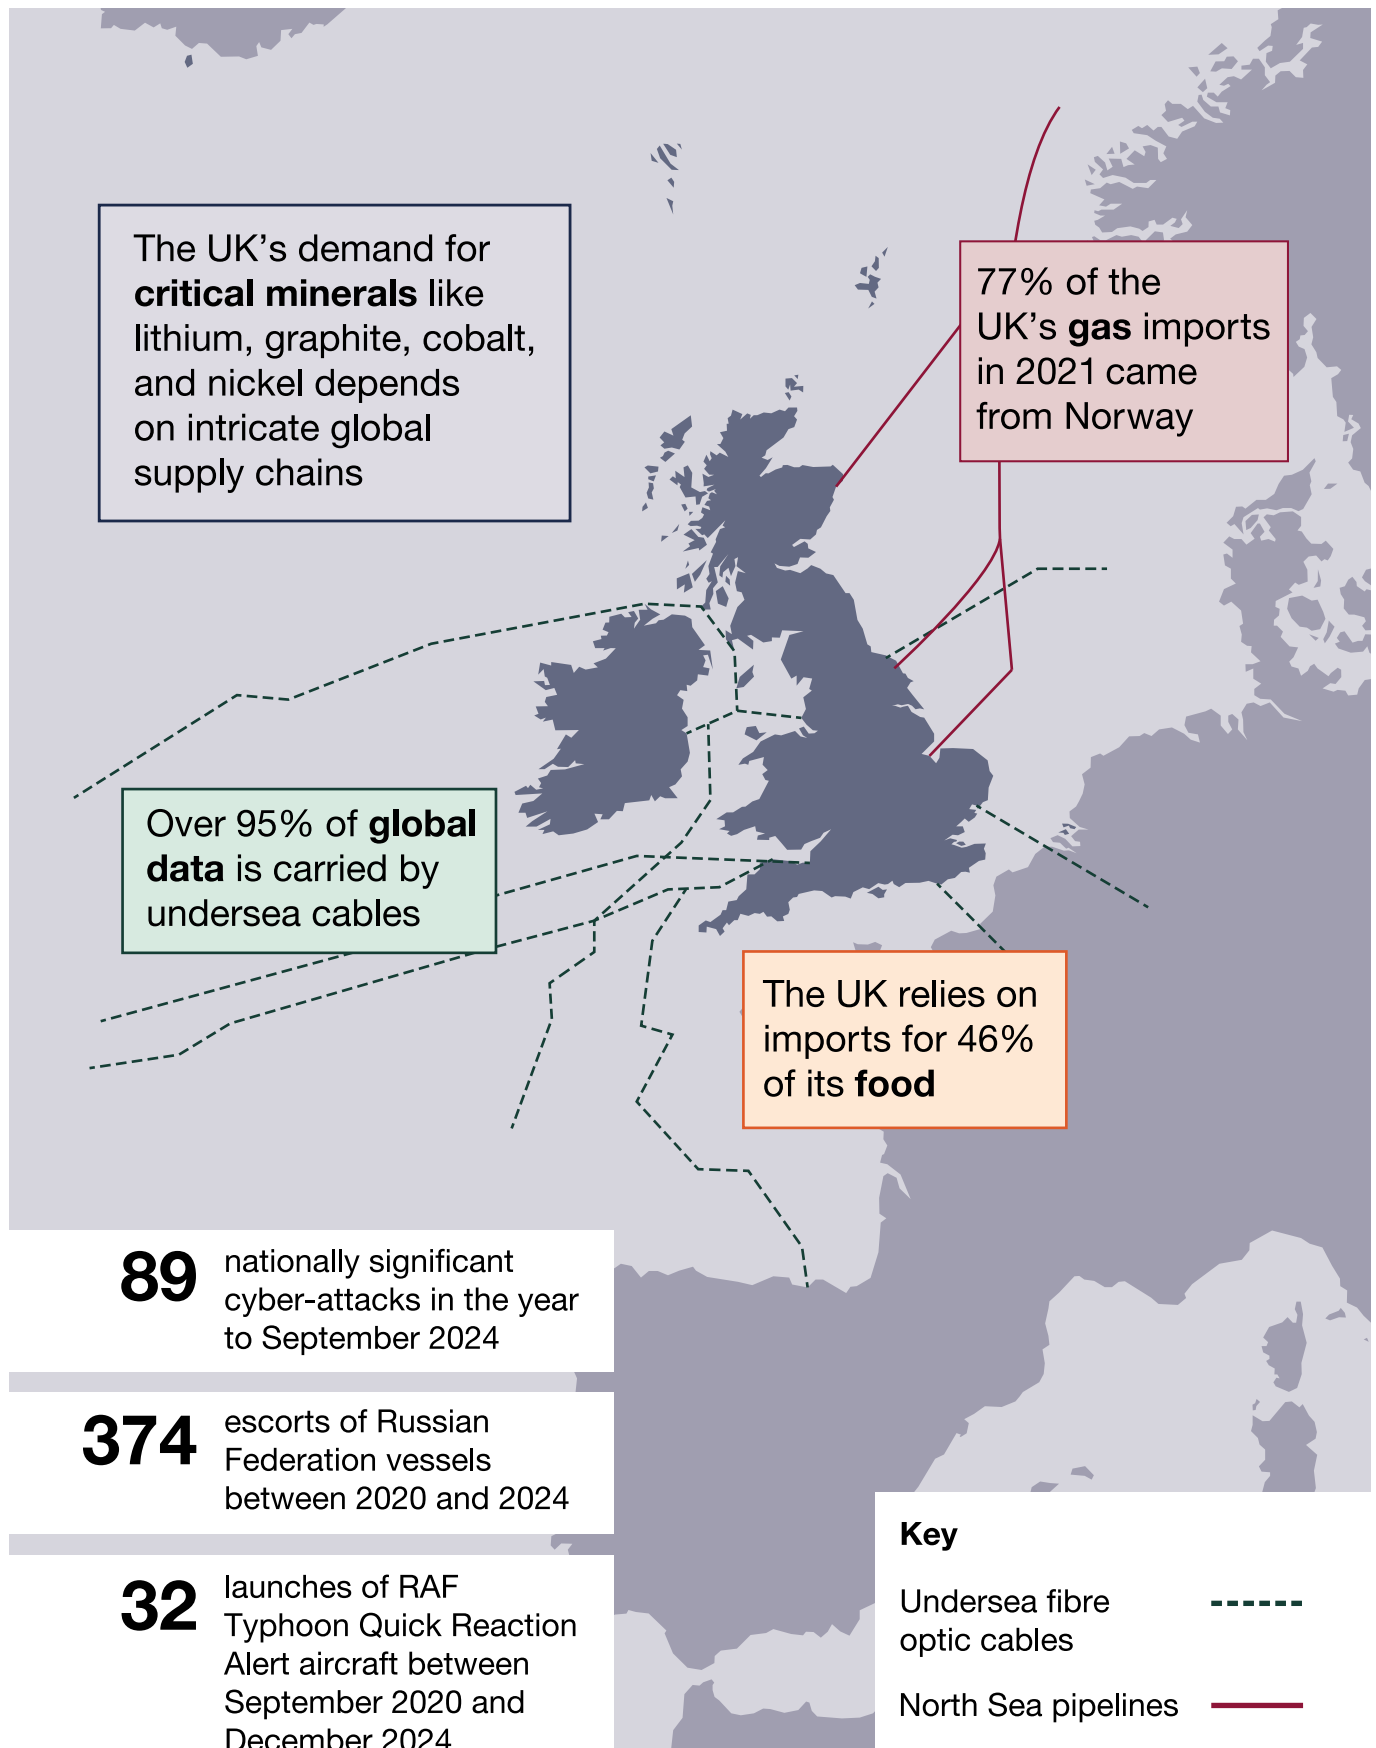 The UK’s demand for
critical minerals like
lithium, graphite, cobalt,
and nickel depends
on intricate global
supply chains
77% of the
UK’s gas imports
in 2021 came
from Norway
Over 95% of global
data is carried by
undersea cables
The UK relies on
imports for 46%
of its food
89
nationally significant
cyber-attacks in the year
to September 2024
374
escorts of Russian
Federation vessels
between 2020 and 2024
32
launches of RAF
Typhoon Quick Reaction
Alert aircraft between
September 2020 and
December 2024
Key
Undersea fibre
optic cables
North Sea pipelines